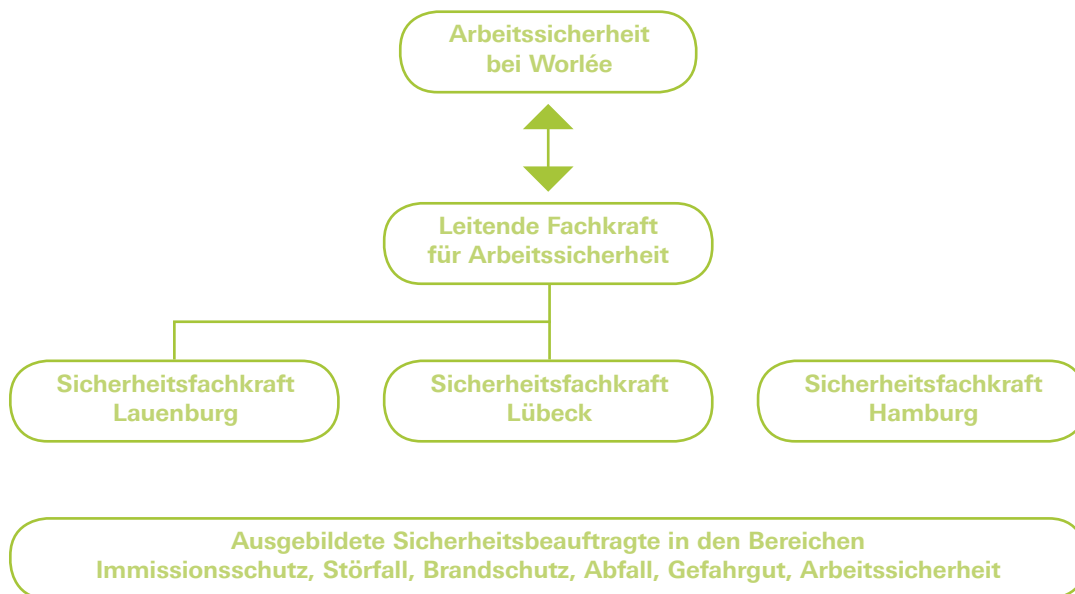 Arbeitssicherheit
bei Worlée
Leitende Fachkraft
für Arbeitssicherheit
Sicherheitsfachkraft
Lauenburg
Sicherheitsfachkraft
Lübeck
Sicherheitsfachkraft
Hamburg
Ausgebildete Sicherheitsbeauftragte in den Bereichen
Immissionsschutz, Störfall, Brandschutz, Abfall, Gefahrgut, Arbeitssicherheit